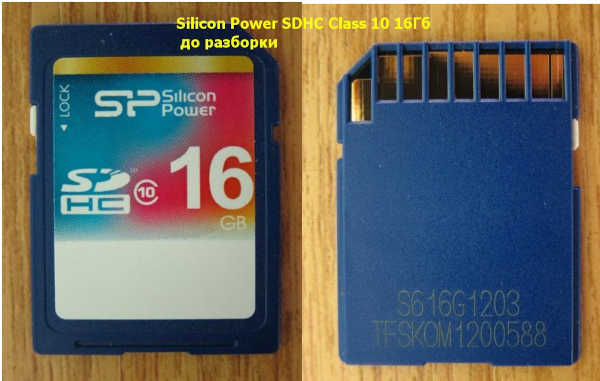 Silicon Power SDHC Class 10 16Гб
до разборки
LOCK
SP Silicon
Power
SD
HC
10
16
GB
S616G1203
TFSKOM1200588